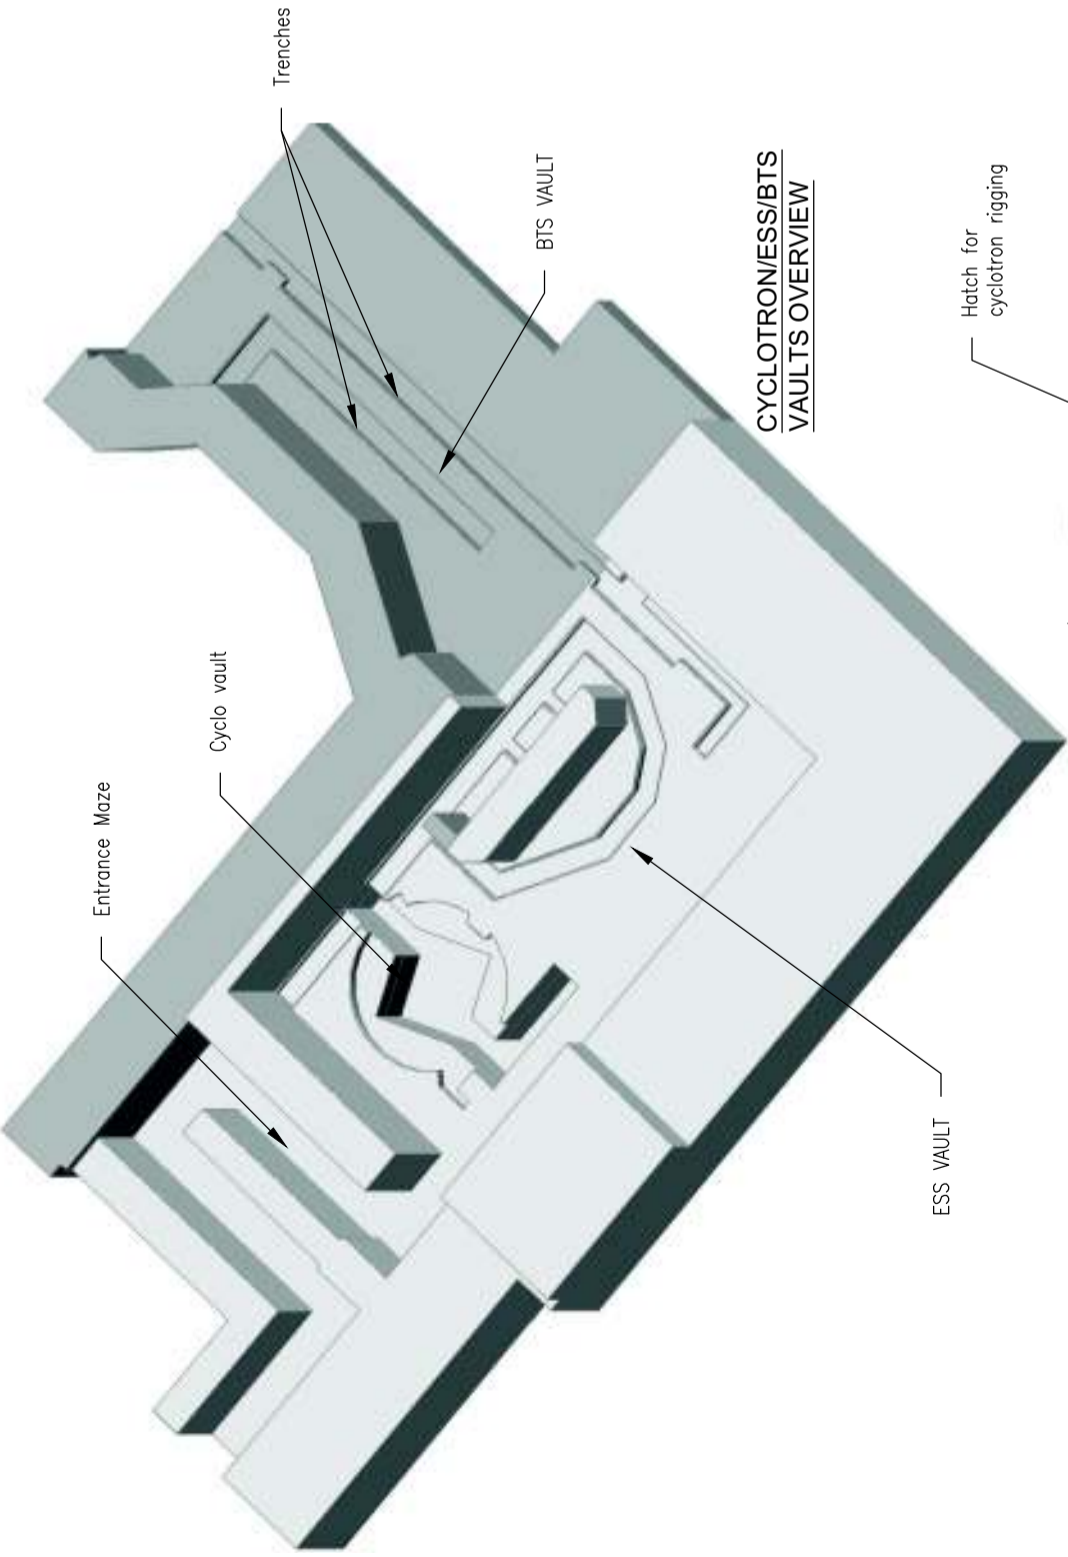 Entrance Maze
Cyclo vault
Trenches
BTS VAULT
CYCLOTRON/ESS/BTS
VAULTS OVERVIEW
ESS VAULT
Hatch for
cyclotron rigging